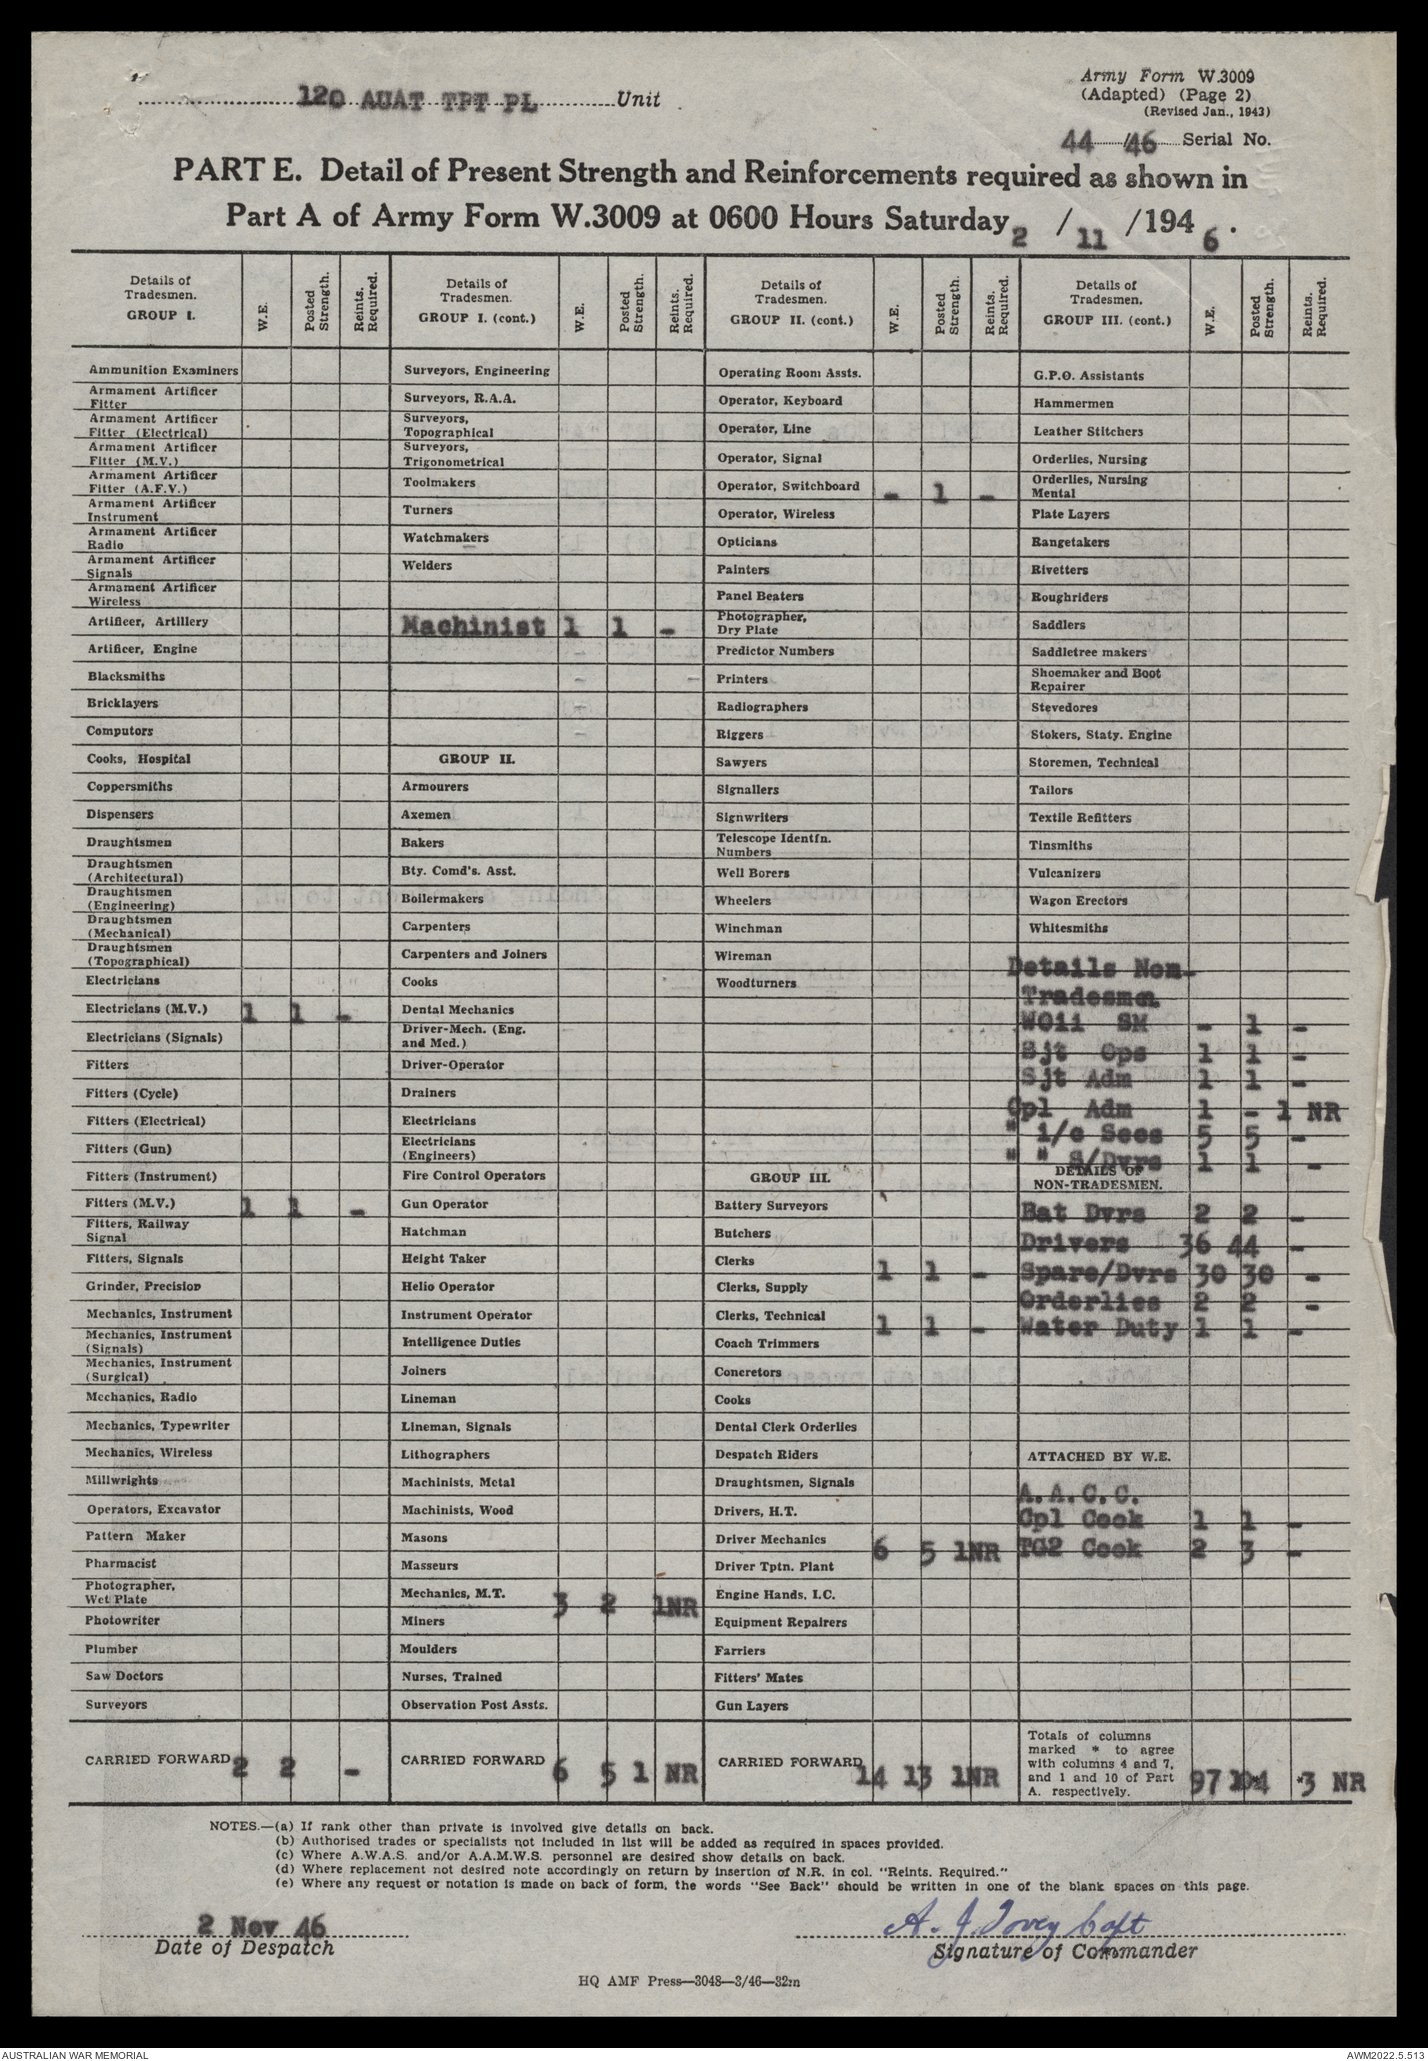 120 AUAT TPT PL Unit
Army Form W.3009
(Adapted) (Page 2)
(Revised Jan., 1943)
44/46 Serial No.
PART E. Detail of Present Strength and Reinforcements required as shown in
Part A of Army Form W.3009 at 0600 Hours Saturday 2/11/1946.
Details of Tradesmen. GROUP I. W.E. Posted Strength. Reints. Required.
Ammunition Examiners
Armament Artificer Fitter
Armament Artificer Fitter (Electrical)
Armament Artificer Fitter (M.V.)
Armament Artificer Fitter (A.F.V.)
Armament Artificer Instrument
Armament Artificer Radio
Armament Artificer Signals
Armament Artificer Wireless
Artificer, Artillery
Artificer, Engine
Blacksmiths
Bricklayers
Computors
Cooks, Hospital
Coppersmiths
Dispensers
Draughtsmen
Draughtsmen (Architectural)
Draughtsmen (Engineering)
Draughtsmen (Mechanical)
Draughtsmen (Topographical)
Electricians
Electricians (M.V.) 1 1 -
Electricians (Signals)
Fitters
Fitters (Cycle)
Fitters (Electrical)
Fitters (Gun)
Fitters (Instrument)
Fitters (M.V.) 1 1 -
Fitters, Railway Signal
Fitters, Signals
Grinder, Precision
Mechanics, Instrument
Mechanics, Instrument (Signals)
Mechanics, Instrument (Surgical)
Mechanics, Radio
Mechanics, Typewriter
Mechanics, Wireless
Millwrights
Operators, Excavator
Pattern Maker
Pharmacist
Photographer, Wet Plate
Photowriter
Plumber
Saw Doctors
Surveyors
CARRIED FORWARD 2 2 -
Details of Tradesmen. GROUP I. (cont.) W.E. Posted Strength. Reints. Required.
Surveyors, Engineering
Surveyors, R.A.A.
Surveyors, Topographical
Surveyors, Trigonometrical
Toolmakers
Turners
Watchmakers
Welders
Machinist 1 1 -
GROUP II.
Armourers
Axemen
Bakers
Bty. Comd's. Asst.
Boilermakers
Carpenters
Carpenters and Joiners
Cooks
Dental Mechanics
Driver-Mech. (Eng. and Med.)
Driver-Operator
Drainers
Electricians
Electricians (Engineers)
Fire Control Operators
Gun Operator
Hatchman
Height Taker
Helio Operator
Instrument Operator
Intelligence Duties
Joiners
Lineman
Lineman, Signals
Lithographers
Machinists, Metal
Machinists, Wood
Masons
Masseurs
Mechanics, M.T. 3 2 1NR
Miners
Moulders
Nurses, Trained
Observation Post Assts.
CARRIED FORWARD 6 5 1 NR
Details of Tradesmen. GROUP II. (cont.) W.E. Posted Strength. Reints. Required.
Operating Room Assts.
Operator, Keyboard
Operator, Line
Operator, Signal
Operator, Switchboard - 1 -
Operator, Wireless
Opticians
Painters
Panel Beaters
Photographer, Dry Plate
Predictor Numbers
Printers
Radiographers
Riggers
Sawyers
Signallers
Signwriters
Telescope Identfn. Numbers
Well Borers
Wheelers
Winchman
Wireman
Woodturners
GROUP III.
Battery Surveyors
Butchers
Clerks 1 1 -
Clerks, Supply
Clerks, Technical 1 1 -
Coach Trimmers
Concretors
Cooks
Dental Clerk Orderlies
Despatch Riders
Draughtsmen, Signals
Drivers, H.T.
Driver Mechanics 6 5 1NR
Driver Tptn. Plant
Engine Hands, I.C.
Equipment Repairers
Farriers
Fitters' Mates
Gun Layers
CARRIED FORWARD 14 13 1NR
Details of Tradesmen. GROUP III. (cont.) W.E. Posted Strength. Reints. Required.
G.P.O. Assistants
Hammermen
Leather Stitchers
Orderlies, Nursing
Orderlies, Nursing Mental
Plate Layers
Rangetakers
Rivetters
Roughriders
Saddlers
Saddletree makers
Shoemaker and Boot Repairer
Stevedores
Stokers, Staty. Engine
Storemen, Technical
Tailors
Textile Refitters
Tinsmiths
Vulcanizers
Wagon Erectors
Whitesmiths
Details Non-
Tradesmen
WOii SM - 1 -
Sjt Ops 1 1 -
Sjt Adm 1 1 -
Cpl Adm 1 - 1 NR
" i/c Secs 5 5 -
" " S/Dvrs 1 1 -
DETAILS OF NON-TRADESMEN.
Bat Dvrs 2 2 -
Drivers 36 44 -
Spare/Dvrs 30 30 -
Orderlies 2 2 -
Water Duty 1 1 -
ATTACHED BY W.E.
A.A.C.C.
Cpl Cook 1 1 -
TG2 Cook 2 3 -
Totals of columns marked * to agree with columns 4 and 7, and 1 and 10 of Part A. respectively. 97 104 *3 NR
NOTES.—(a) If rank other than private is involved give details on back.
(b) Authorised trades or specialists not included in list will be added as required in spaces provided.
(c) Where A.W.A.S. and/or A.A.M.W.S. personnel are desired show details on back.
(d) Where replacement not desired note accordingly on return by insertion of N.R. in col. "Reints. Required."
(e) Where any request or notation is made on back of form, the words "See Back" should be written in one of the blank spaces on this page.
2 Nov 46
Date of Despatch
A. J. Tovey Capt
Signature of Commander
HQ AMF Press—3048—3/46—32m
AUSTRALIAN WAR MEMORIAL
AWM2022.5.513